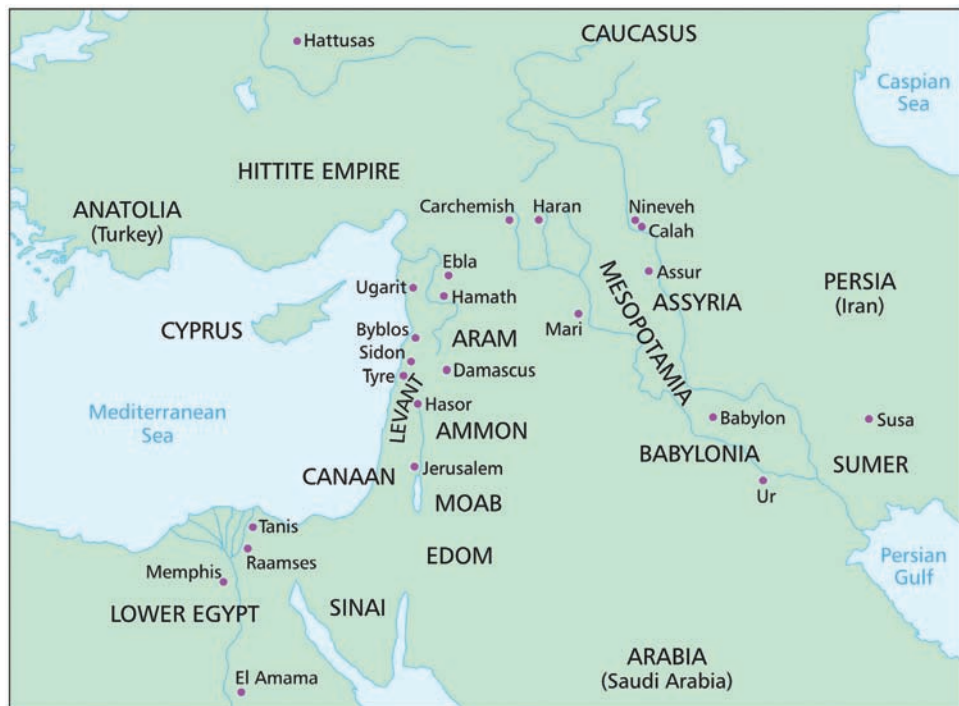 CAUCASUS
Hattusas
Caspian
Sea
HITTITE EMPIRE
ANATOLIA
(Turkey)
Carchemish
Haran
Nineveh
Calah
Ebla
Assur
Ugarit
Hamath
MESOPOTAMIA
ASSYRIA
PERSIA
(Iran)
CYPRUS
Byblos
ARAM
Mari
Sidon
Tyre
Damascus
LEVANT
Hasor
Mediterranean
Sea
AMMON
Babylon
Susa
BABYLONIA
SUMER
CANAAN
Jerusalem
MOAB
Ur
Tanis
Raamses
EDOM
Persian
Gulf
Memphis
LOWER EGYPT
SINAI
ARABIA
(Saudi Arabia)
El Amama